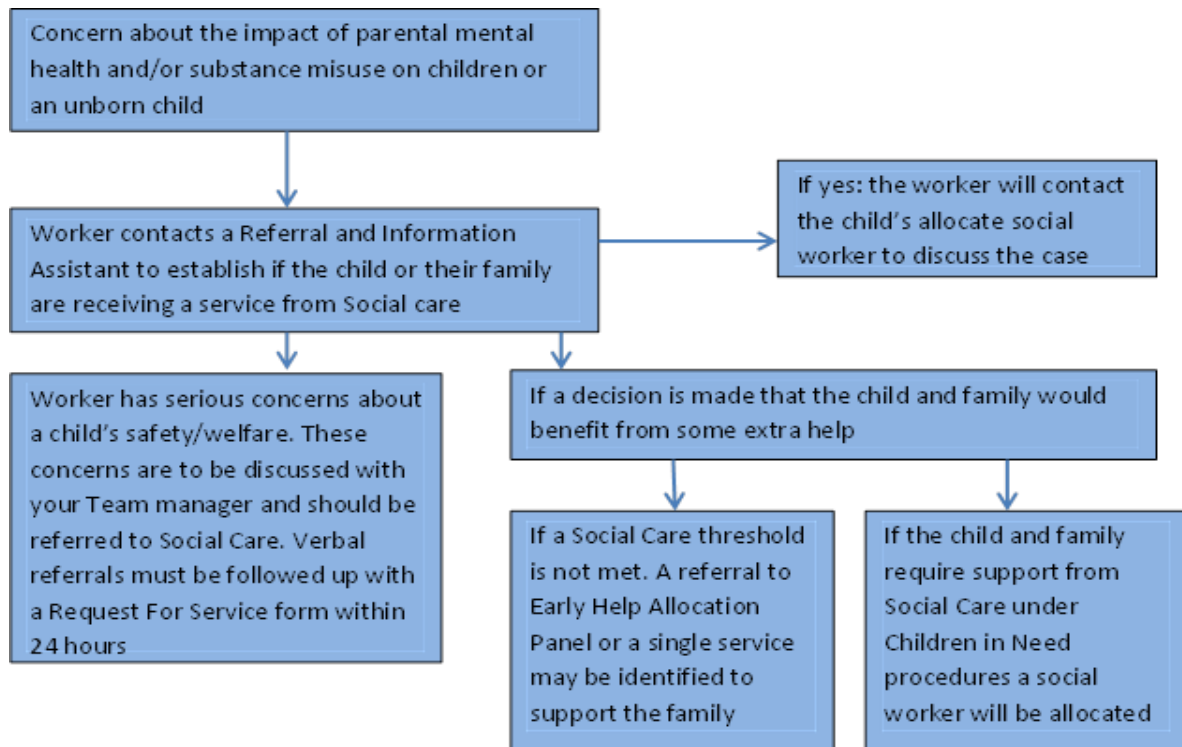 Concern about the impact of parental mental
health and/or substance misuse on children or
an unborn child
If yes: the worker will contact
the child's allocate social
worker to discuss the case
Worker contacts a Referral and Information
Assistant to establish if the child or their family
are receiving a service from Social care
Worker has serious concerns about
a child's safety/welfare. These
concerns are to be discussed with
your Team manager and should be
referred to Social Care. Verbal
referrals must be followed up with
a Request For Service form within
24 hours
If a decision is made that the child and family would
benefit from some extra help
If a Social Care threshold
is not met. A referral to
Early Help Allocation
Panel or a single service
may be identified to
support the family
If the child and family
require support from
Social Care under
Children in Need
procedures a social
worker will be allocated